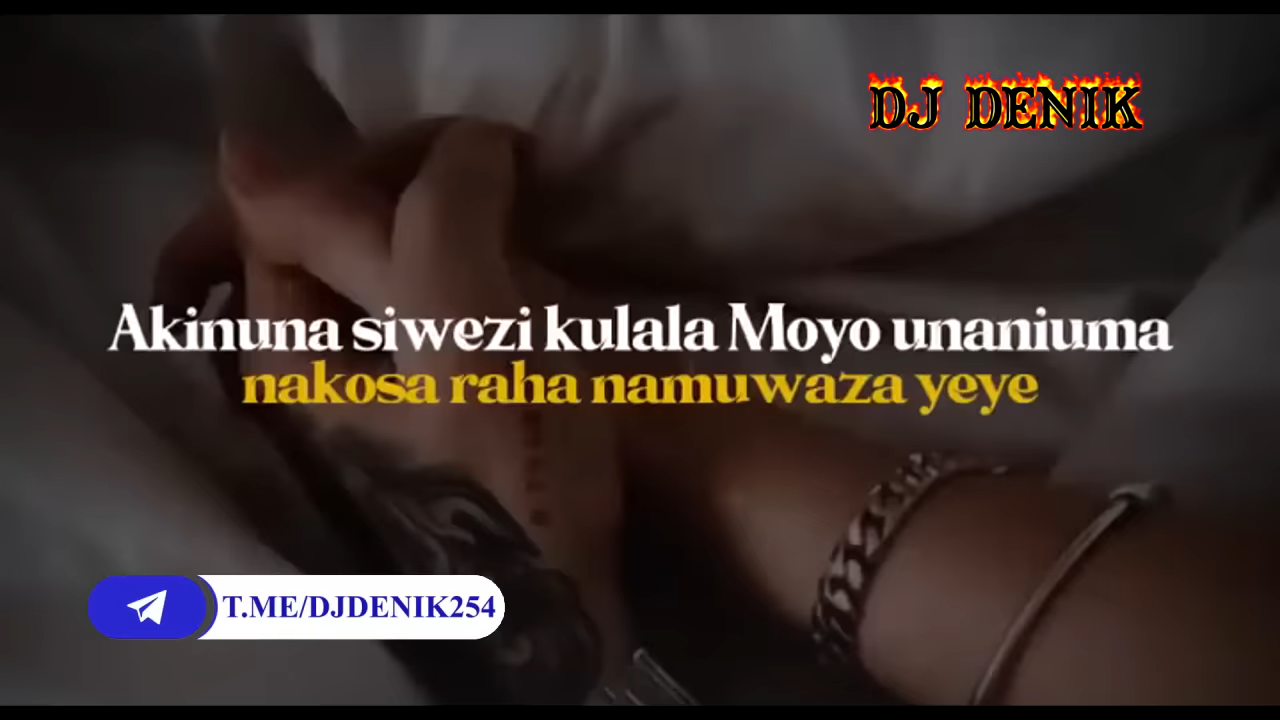 DJ DENIK
Akinuna siwezi kulala Moyo unaniuma
nakosa raha namuwaza yeye
T.ME/DJDENIK254